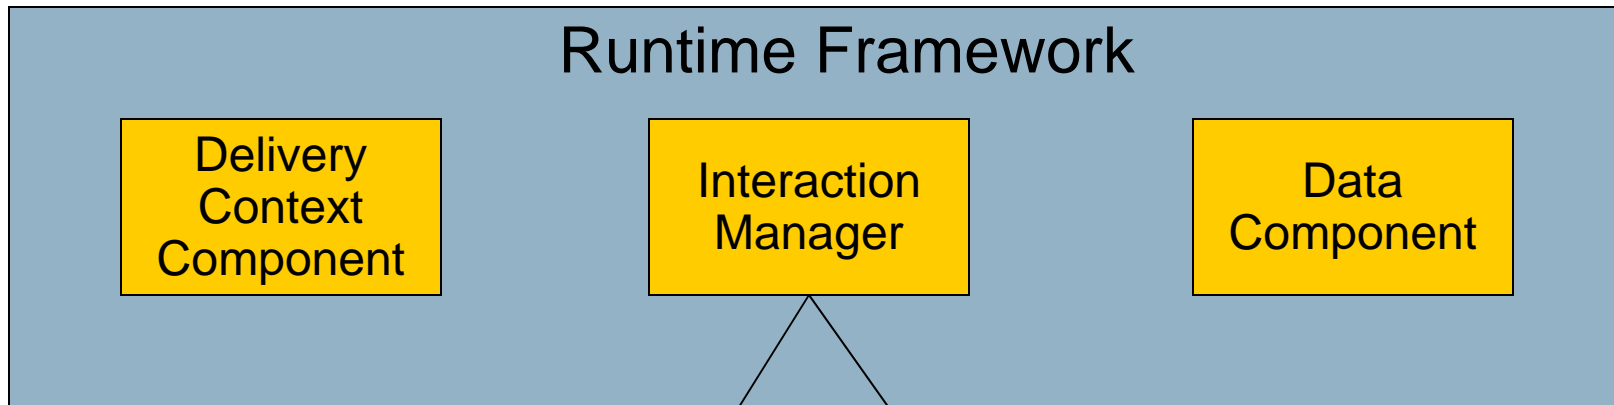 Runtime Framework
Delivery
Context
Component
Interaction
Manager
Data
Component